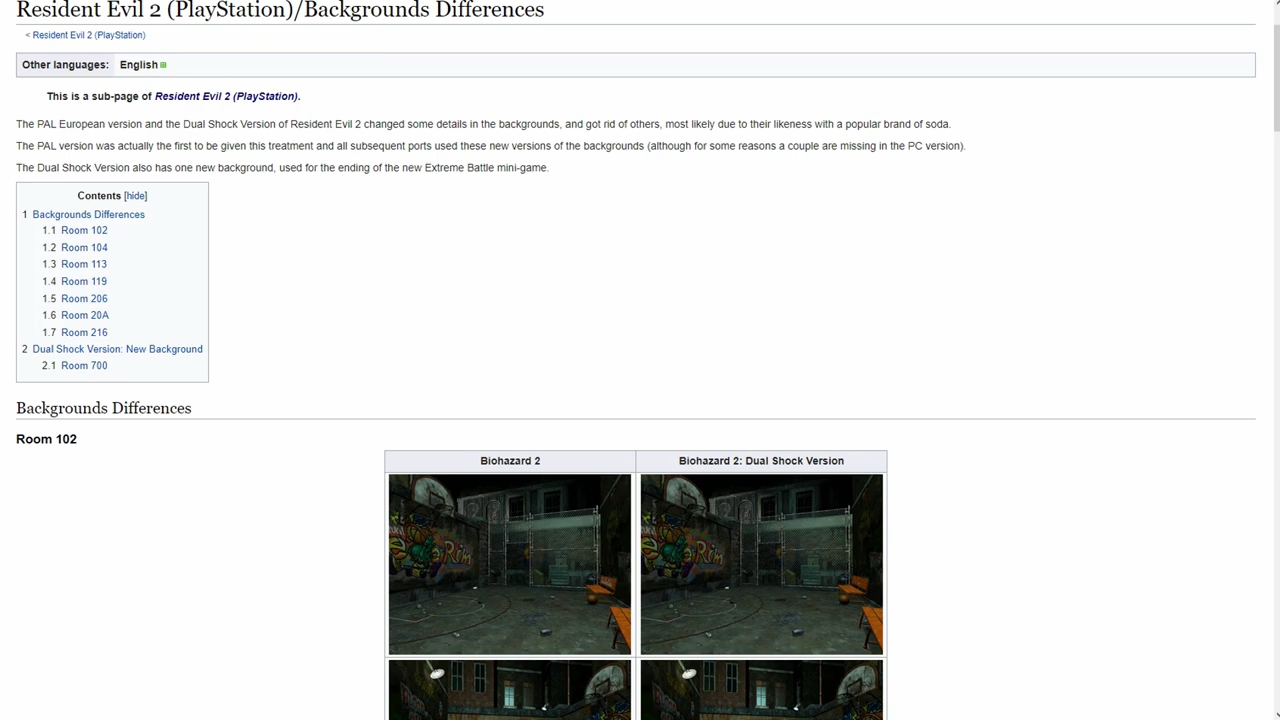 Resident Evil 2 (PlayStation)/Backgrounds Differences
< Resident Evil 2 (PlayStation)
Other languages: English
This is a sub-page of Resident Evil 2 (PlayStation).
The PAL European version and the Dual Shock Version of Resident Evil 2 changed some details in the backgrounds, and got rid of others, most likely due to their likeness with a popular brand of soda.
The PAL version was actually the first to be given this treatment and all subsequent ports used these new versions of the backgrounds (although for some reasons a couple are missing in the PC version).
The Dual Shock Version also has one new background, used for the ending of the new Extreme Battle mini-game.
Contents [hide]
1 Backgrounds Differences
1.1 Room 102
1.2 Room 104
1.3 Room 113
1.4 Room 119
1.5 Room 206
1.6 Room 20A
1.7 Room 216
2 Dual Shock Version: New Background
2.1 Room 700
Backgrounds Differences
Room 102
Biohazard 2 Biohazard 2: Dual Shock Version
Rim Rim